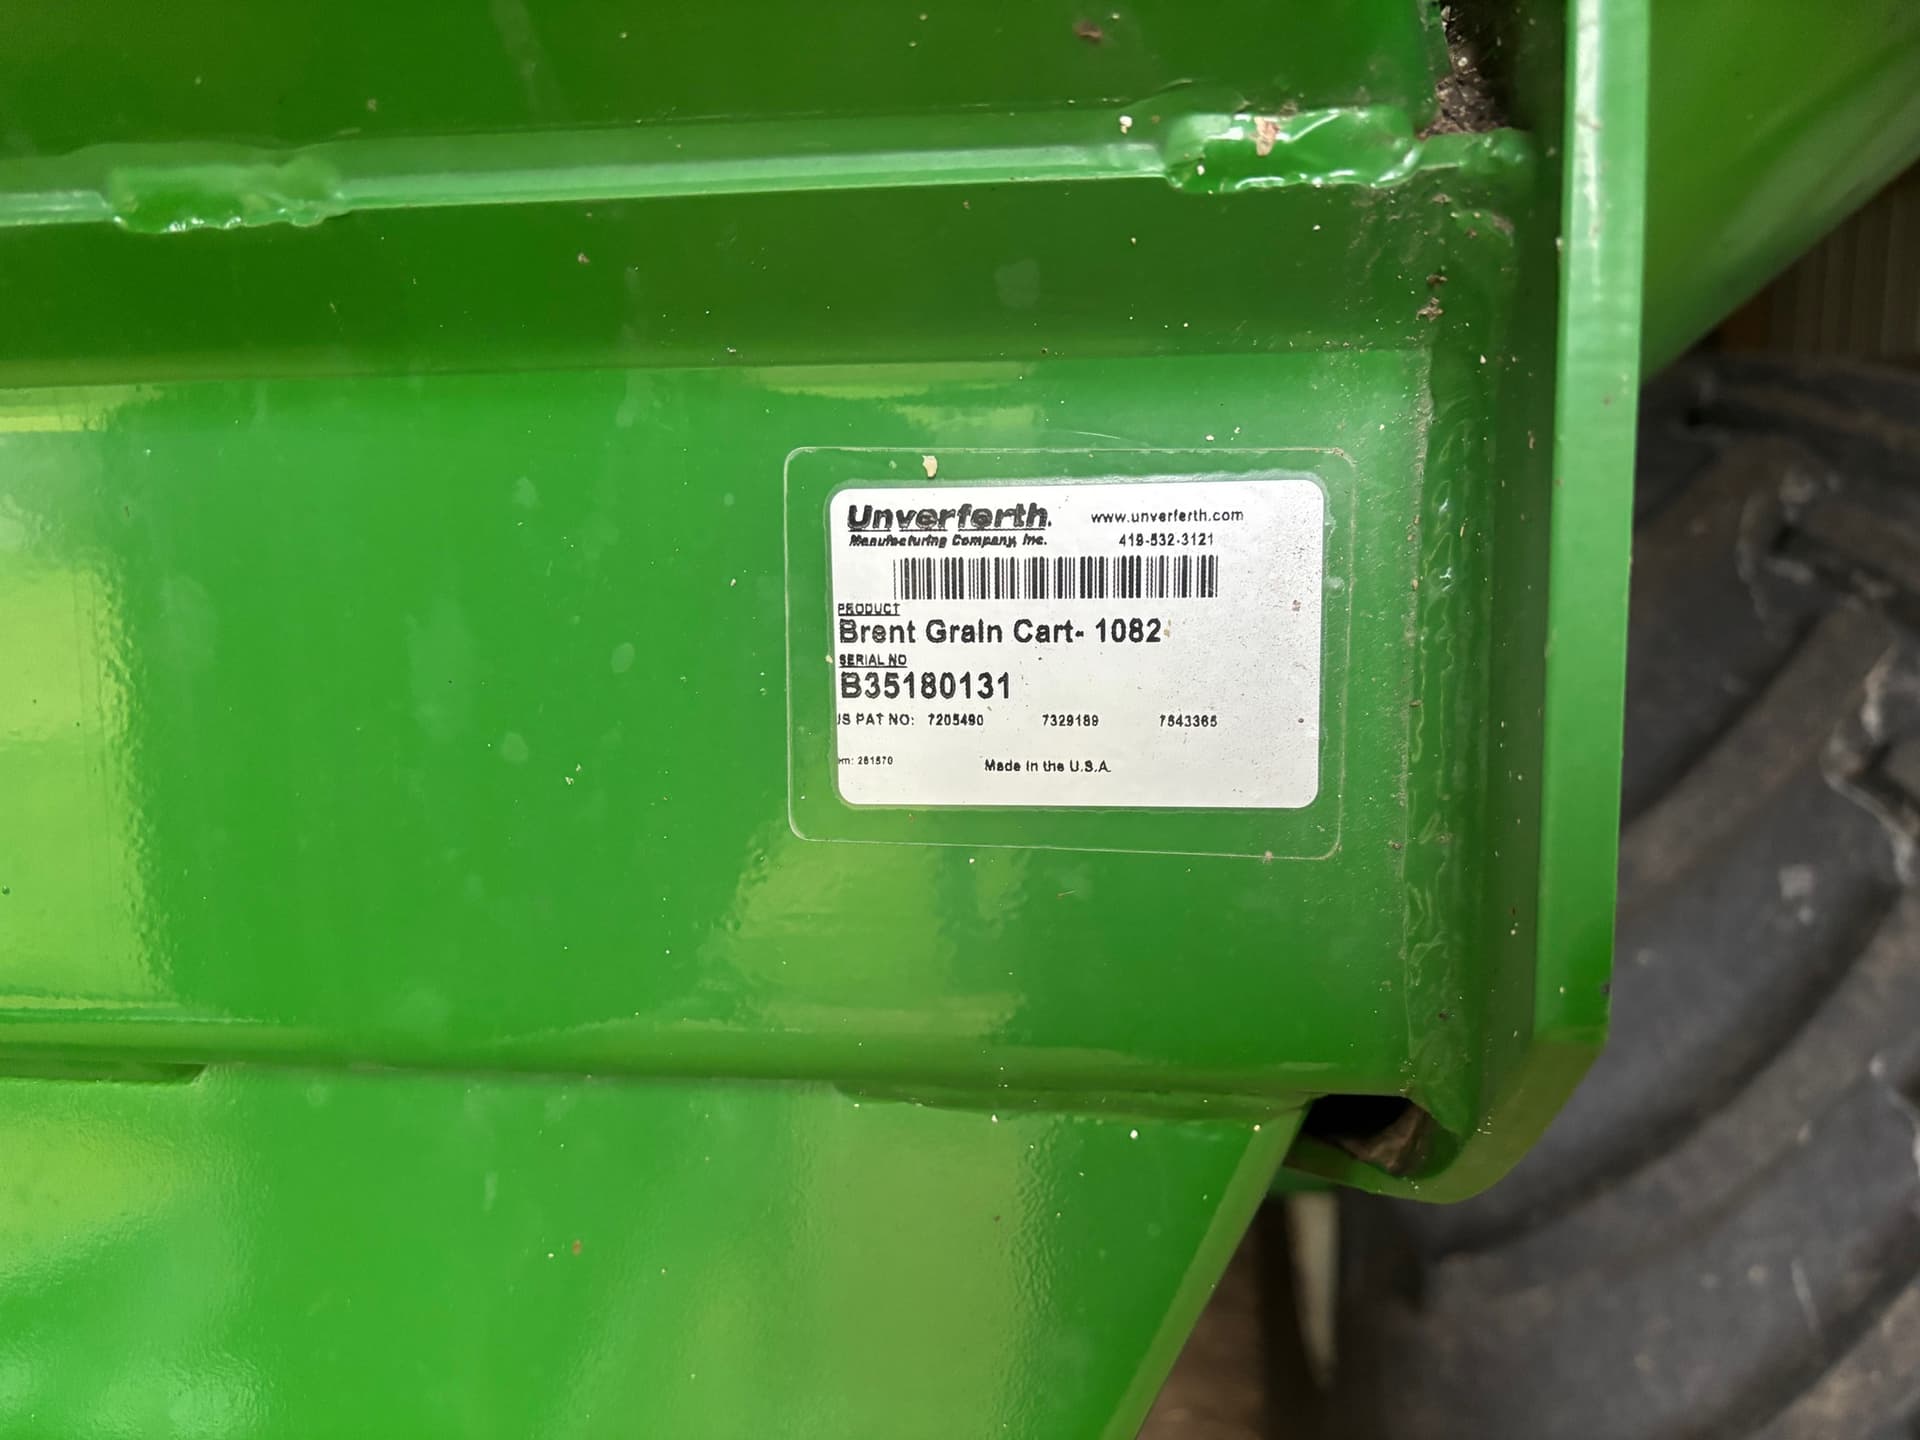 Unverferth.
www.unverferth.com
Manufacturing Company, Inc.
419-532-3121
PRODUCT
Brent Grain Cart- 1082
SERIAL NO
B35180131
US PAT NO: 7205490 7329189 7543365
Made in the U.S.A.